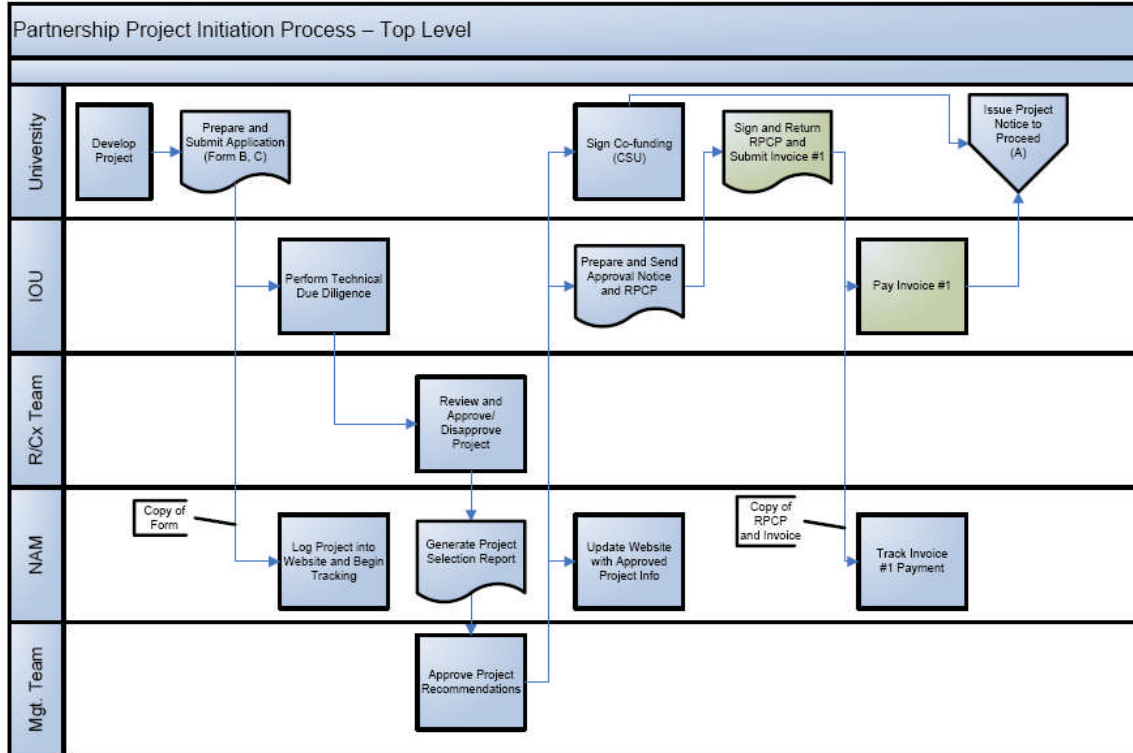 Partnership Project Initiation Process – Top Level
University
Develop
Project
Prepare and
Submit Application
(Form B, C)
Sign Co-funding
(CSU)
Sign and Return
RPCP and
Submit Invoice #1
Issue Project
Notice to
Proceed
(A)
IOU
Perform Technical
Due Diligence
Prepare and Send
Approval Notice
and RPCP
Pay Invoice #1
R/Cx Team
Review and
Approve/
Disapprove
Project
NAM
Copy of
Form
Log Project into
Website and Begin
Tracking
Generate Project
Selection Report
Update Website
with Approved
Project Info
Copy of
RPCP
and Invoice
Track Invoice
#1 Payment
Mgt. Team
Approve Project
Recommendations